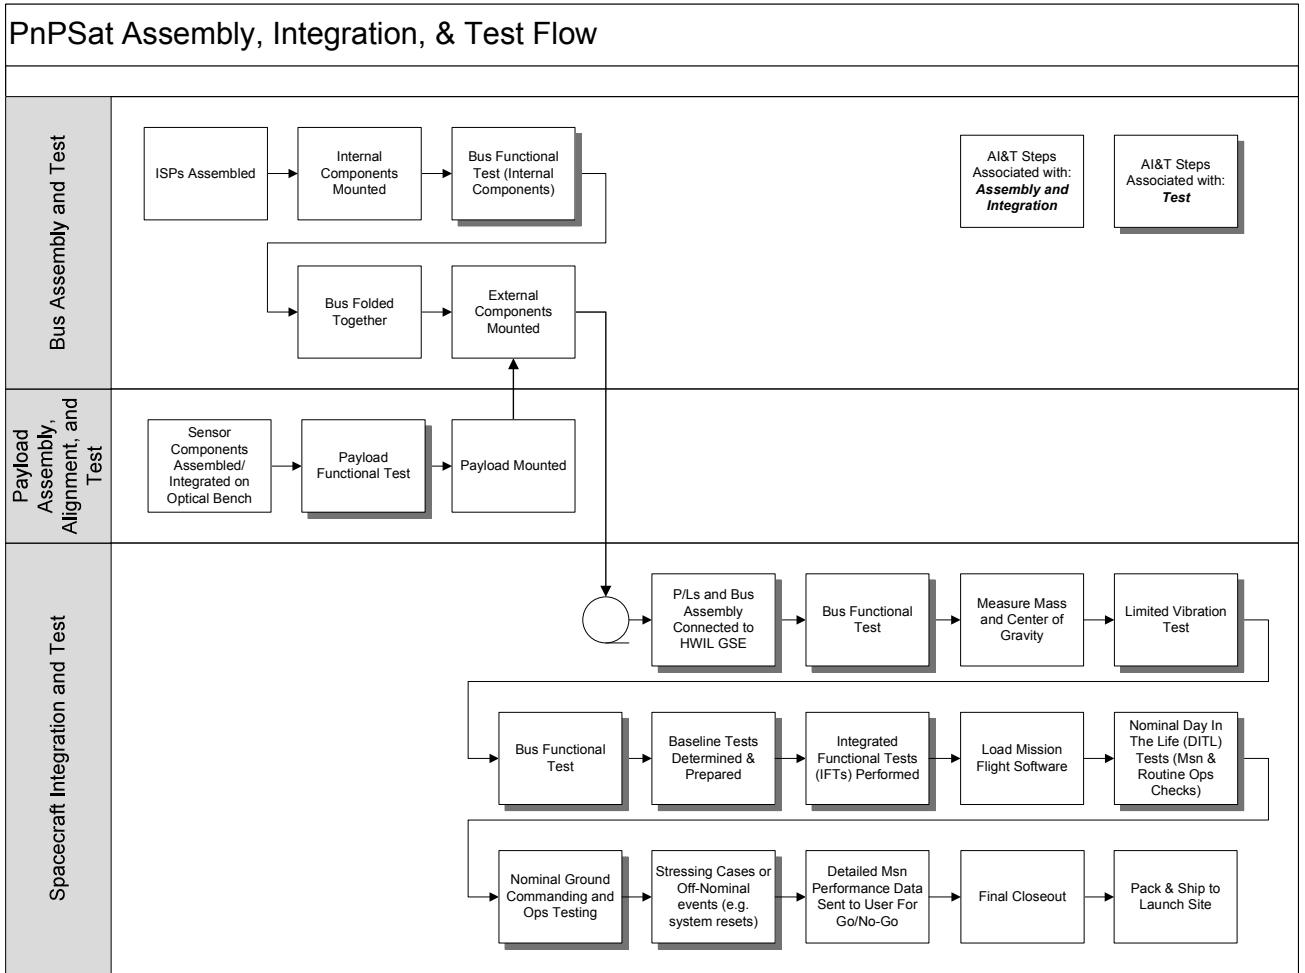 PnPSat Assembly, Integration, & Test Flow
Bus Assembly and Test
ISPs Assembled
Internal
Components
Mounted
Bus Functional
Test (Internal
Components)
AI&T Steps
Associated with:
Assembly and
Integration
AI&T Steps
Associated with:
Test
Bus Folded
Together
External
Components
Mounted
Payload
Assembly,
Alignment, and
Test
Sensor
Components
Assembled/
Integrated on
Optical Bench
Payload
Functional Test
Payload Mounted
Spacecraft Integration and Test
P/Ls and Bus
Assembly
Connected to
HWIL GSE
Bus Functional
Test
Measure Mass
and Center of
Gravity
Limited Vibration
Test
Bus Functional
Test
Baseline Tests
Determined &
Prepared
Integrated
Functional Tests
(IFTs) Performed
Load Mission
Flight Software
Nominal Day In
The Life (DITL)
Tests (Msn &
Routine Ops
Checks)
Nominal Ground
Commanding and
Ops Testing
Stressing Cases or
Off-Nominal
events (e.g.
system resets)
Detailed Msn
Performance Data
Sent to User For
Go/No-Go
Final Closeout
Pack & Ship to
Launch Site